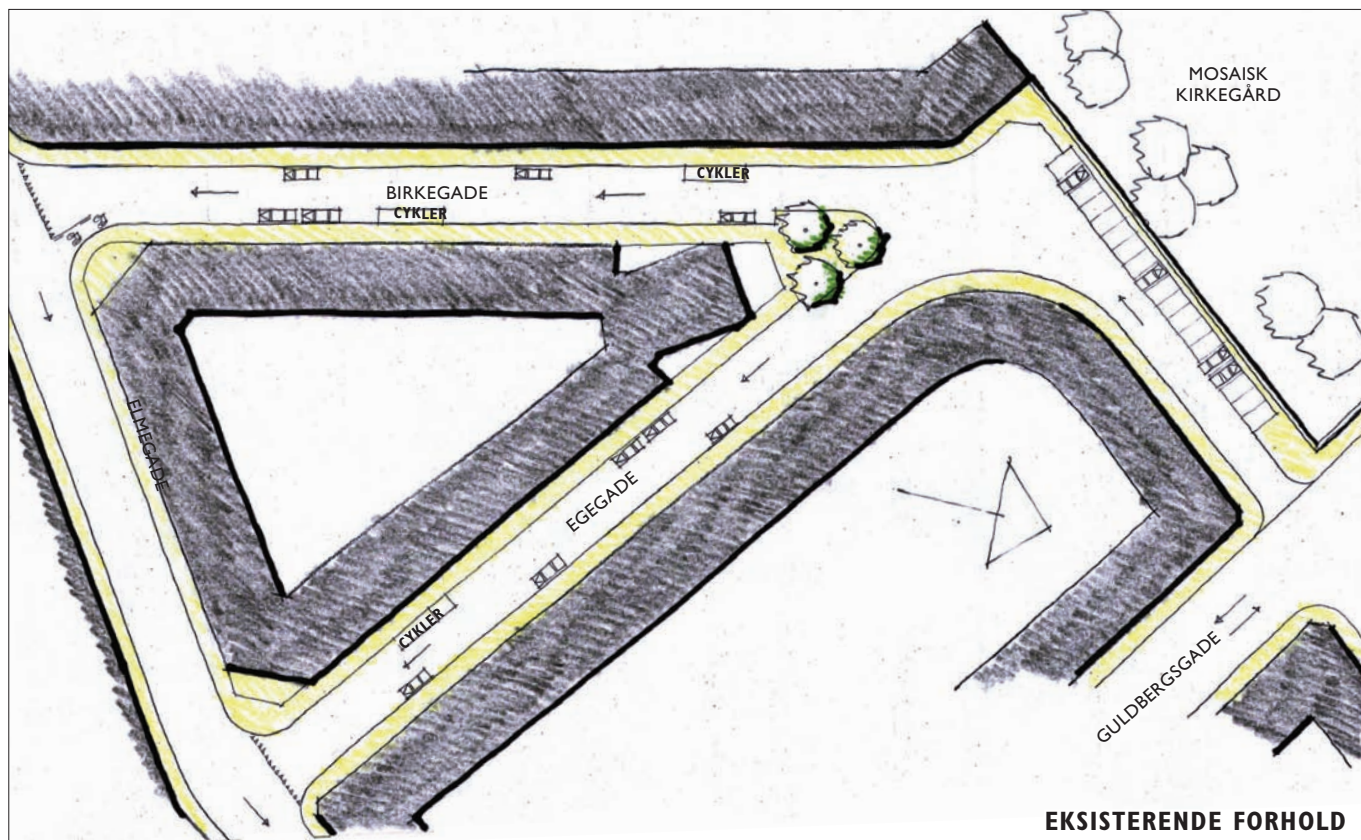 MOSAISK
KIRKEGÅRD
CYKLER
BIRKEGADE
CYKLER
ELMEGADE
EGEGADE
CYKLER
GULDBERGSGADE
EKSISTERENDE FORHOLD